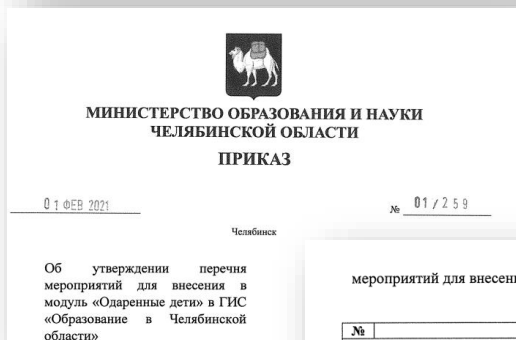 МИНИСТЕРСТВО ОБРАЗОВАНИЯ И НАУКИ
ЧЕЛЯБИНСКОЙ ОБЛАСТИ
ПРИКАЗ
01 ФЕВ 2021
№ 01/259
Челябинск
Об утверждении перечня
мероприятий для внесения в
модуль «Одаренные дети» в ГИС
«Образование в Челябинской
области»
мероприятий для внесени
№